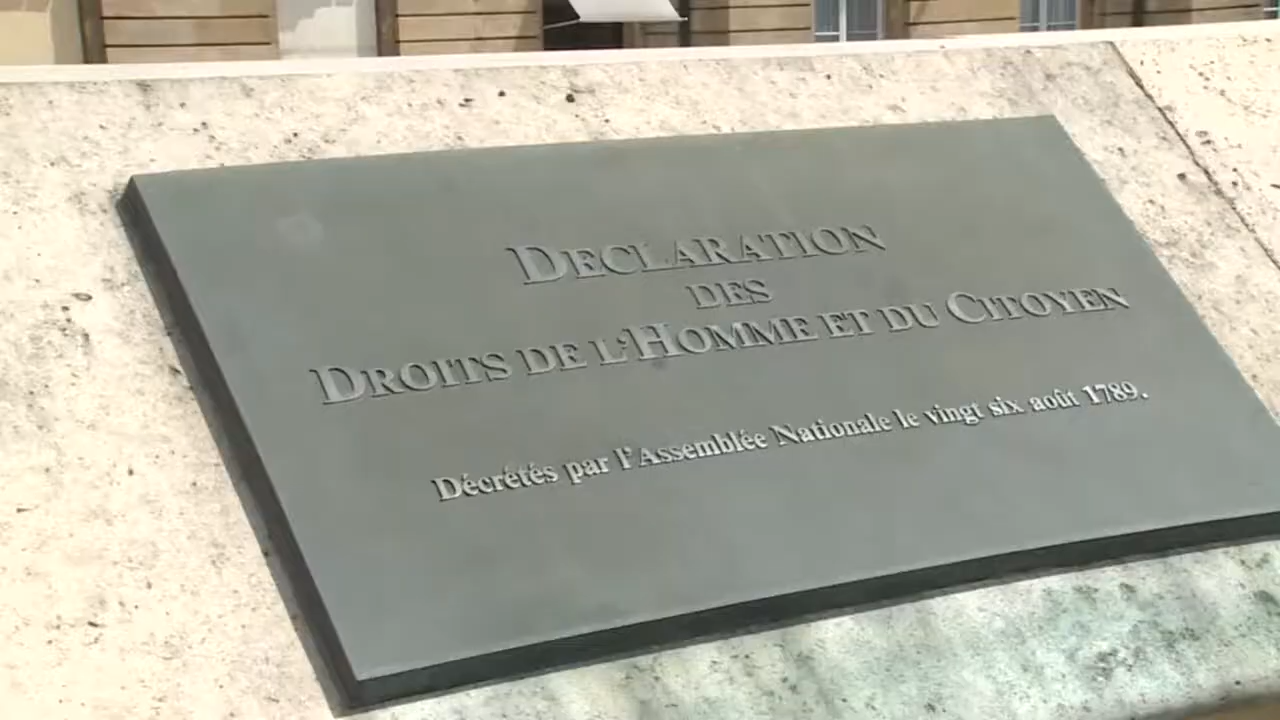 DECLARATION
DES
DROITS DE L'HOMME ET DU CITOYEN
Décrétés par l'Assemblée Nationale le vingt six août 1789.